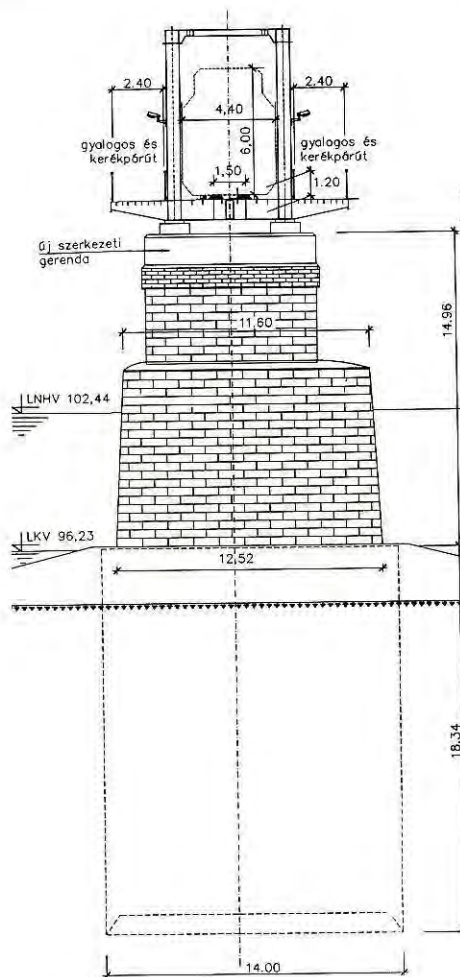 2.40
2.40
4,40
6,00
gyalogos és
kerékpárút
gyalogos és
kerékpárút
1,50
1.20
új szerkezeti
gerenda
11.60
14.96
LNHV 102,44
LKV 96,23
12,52
18.34
14.00